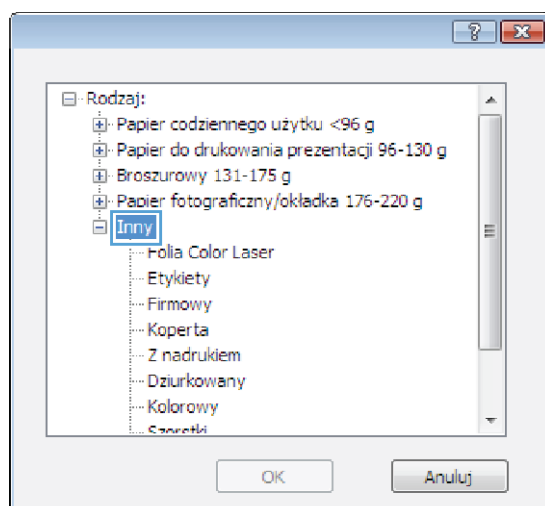 Rodzaj:
Papier codziennego użytku <96 g
Papier do drukowania prezentacji 96-130 g
Broszurowy 131-175 g
Papier fotograficzny/okładka 176-220 g
Inny
Folia Color Laser
Etykiety
Firmowy
Koperta
Z nadrukiem
Dziurkowany
Kolorowy
Szorstki
OK
Anuluj